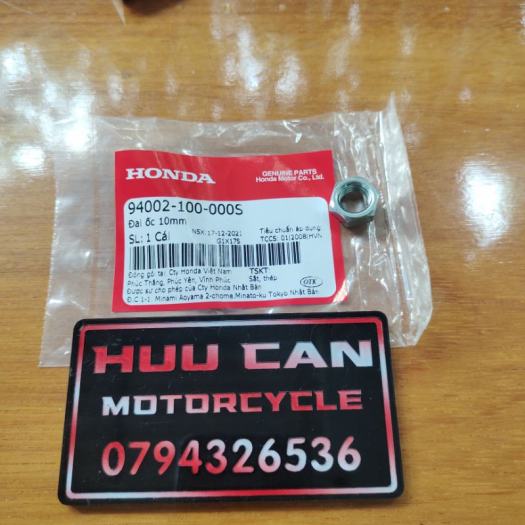 HONDA
GENUINE PARTS
Honda Motor Co., Ltd.
94002-100-000S
Đai ốc 10mm
SL: 1 Cái
NSX: 17-12-2021
G1X175
Tiêu chuẩn áp dụng
TCCS: 01|2008|HVN
Đóng gói tại: Cty Honda Việt Nam
Phúc Thắng, Phúc Yên, Vĩnh Phúc
TSKT:
Sắt, thép
Được sự cho phép của Cty Honda Nhật Bản
Đ.C 1-1, Minami Aoyama 2-chome, Minato-ku Tokyo, Nhật Bản
OTK
HUU CAN
MOTORCYCLE
0794326536